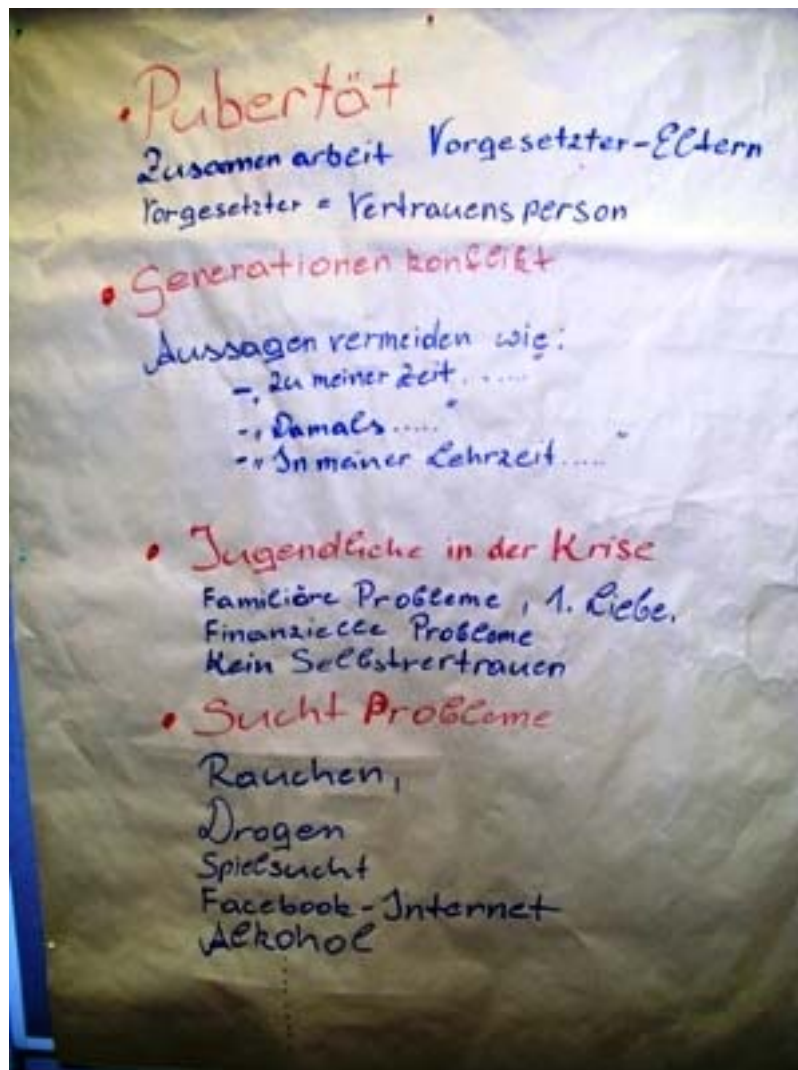 • Pubertät
Zusamen arbeit Vorgesetzter-Eltern
Vorgesetzter = Vertrauensperson
• Generationen konflikt
Aussagen vermeiden wie:
- „Zu meiner Zeit......"
- „Damals....."
- „In meiner Lehrzeit....."
• Jugendliche in der Krise
Familiäre Probleme, 1. Liebe.
Finanzielle Probleme
Kein Selbstvertrauen
• Sucht Probleme
Rauchen,
Drogen
Spielsucht
Facebook-Internet
Alkohol